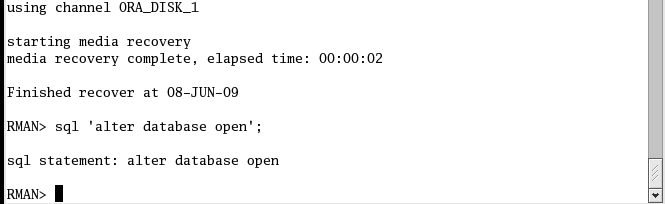 using channel ORA_DISK_1
starting media recovery
media recovery complete, elapsed time: 00:00:02
Finished recover at 08-JUN-09
RMAN> sql 'alter database open';
sql statement: alter database open
RMAN>